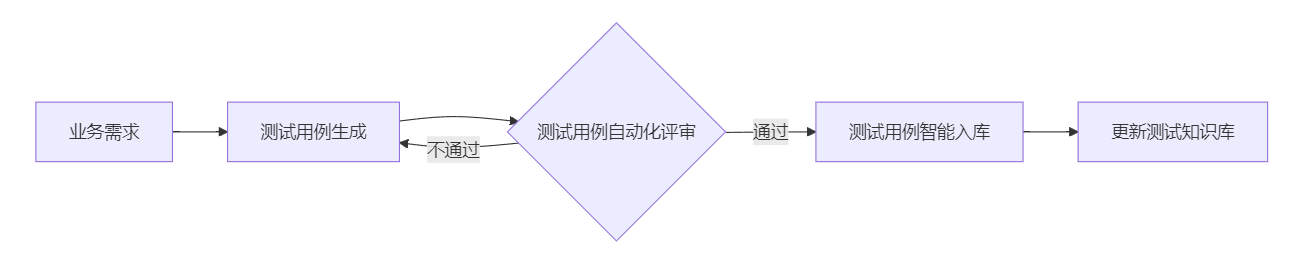 业务需求
测试用例生成
不通过
测试用例自动化评审
通过
测试用例智能入库
更新测试知识库